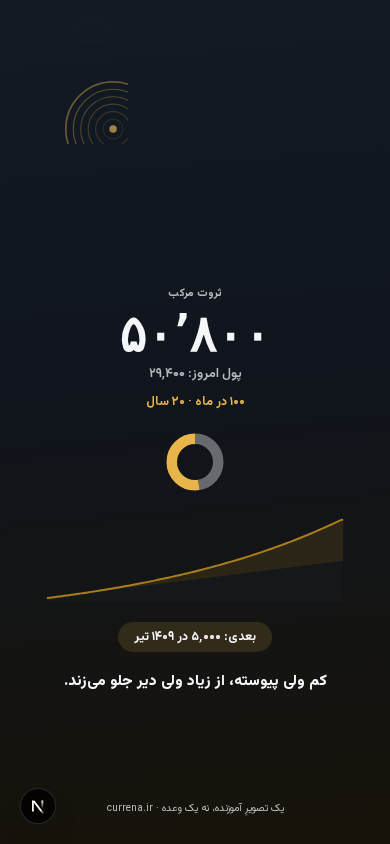 ثروت مرکب
۵۰٬۸۰۰
پول امروز: ۲۹,۴۰۰
۱۰۰ در ماه · ۲۰ سال
بعدی: ۵,۰۰۰ در ۱۴۰۹ تیر
کم ولی پیوسته، از زیاد ولی دیر جلو می‌زند.
یک تصویرِ آموزنده، نه یک وعده · currena.ir
N